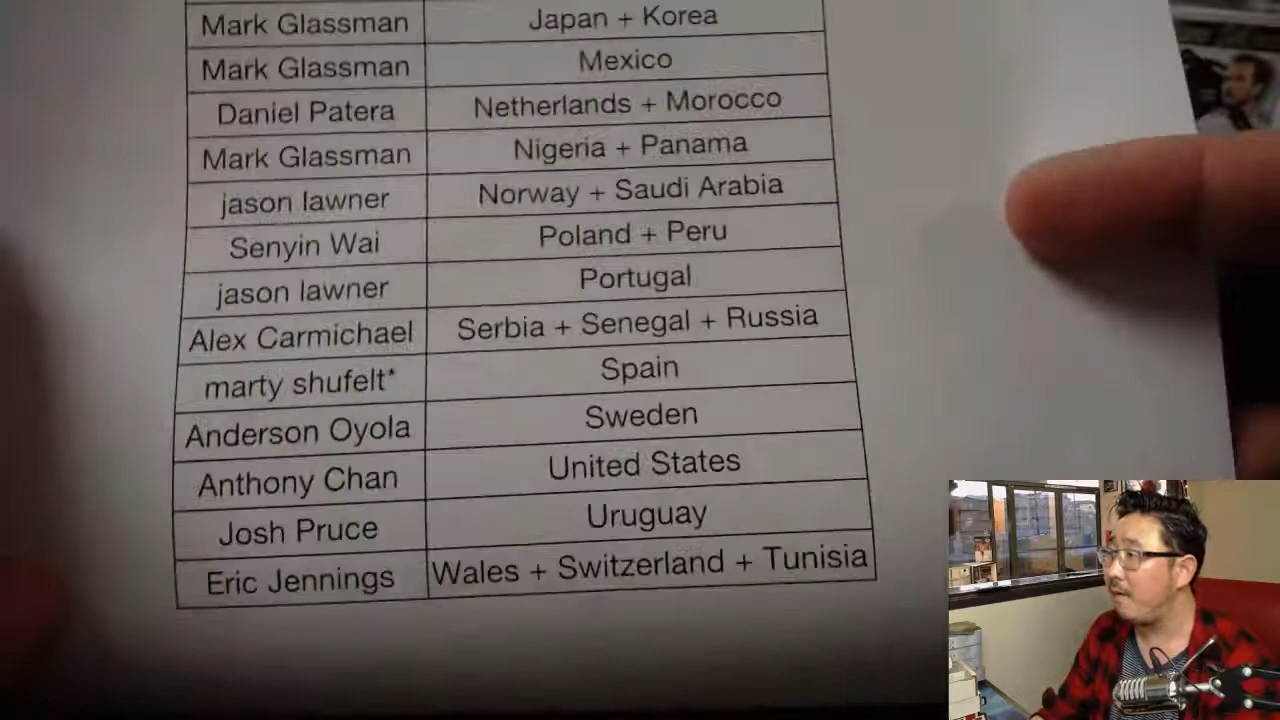 Mark Glassman Japan + Korea
Mark Glassman Mexico
Daniel Patera Netherlands + Morocco
Mark Glassman Nigeria + Panama
jason lawner Norway + Saudi Arabia
Senyin Wai Poland + Peru
jason lawner Portugal
Alex Carmichael Serbia + Senegal + Russia
marty shufelt* Spain
Anderson Oyola Sweden
Anthony Chan United States
Josh Pruce Uruguay
Eric Jennings Wales + Switzerland + Tunisia